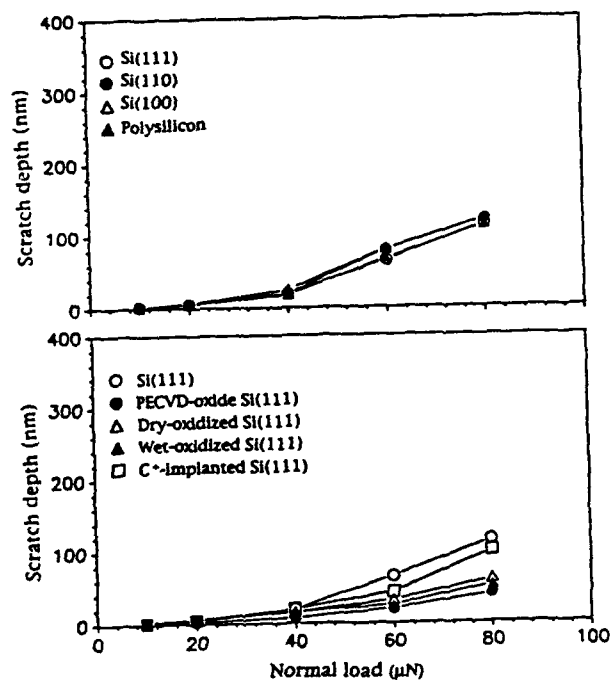 400
300
200
100
0
Scratch depth (nm)
Si(111)
Si(110)
Si(100)
Polysilicon
400
300
200
100
0
Scratch depth (nm)
Si(111)
PECVD-oxide Si(111)
Dry-oxidized Si(111)
Wet-oxidized Si(111)
C⁺-implanted Si(111)
0 20 40 60 80 100
Normal load (μN)